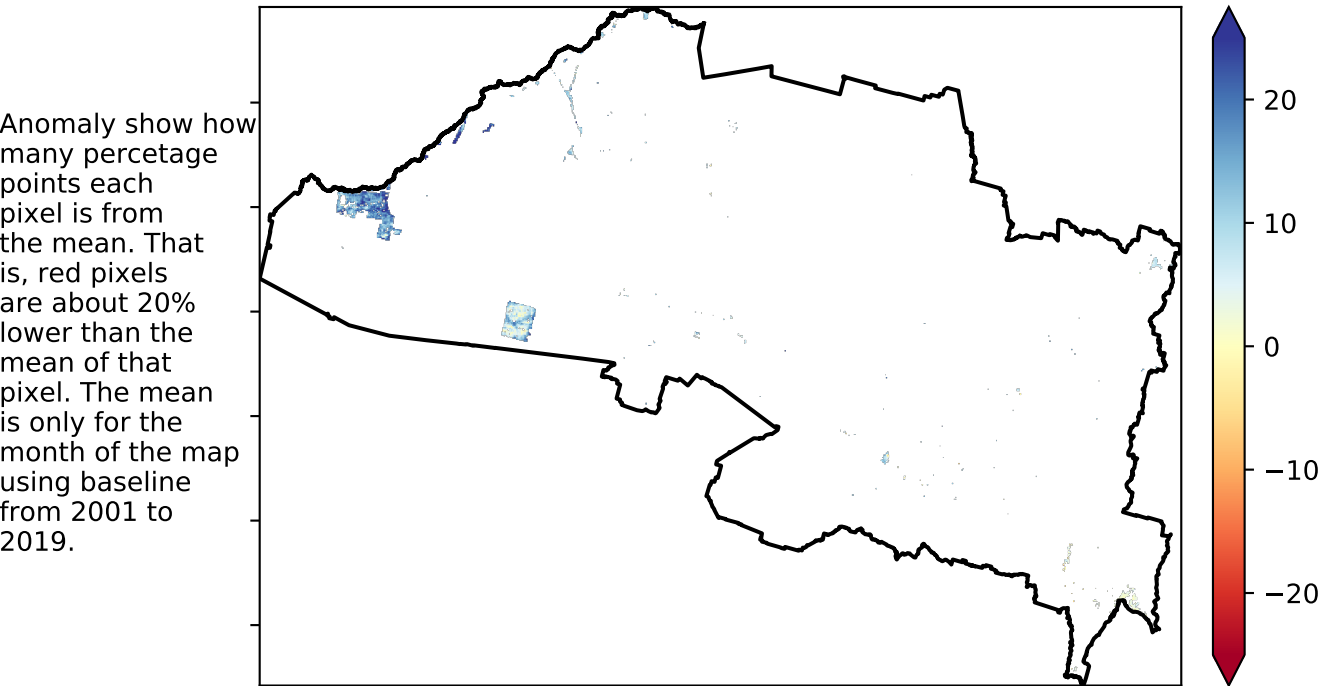 Anomaly show how
many percetage
points each
pixel is from
the mean. That
is, red pixels
are about 20%
lower than the
mean of that
pixel. The mean
is only for the
month of the map
using baseline
from 2001 to
2019.
20
10
0
−10
−20